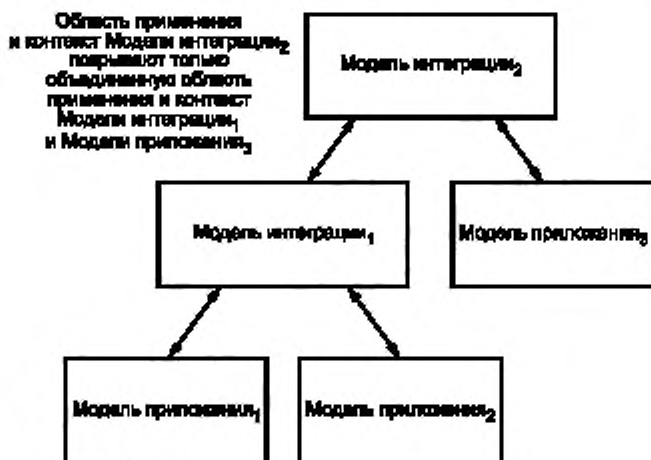 Область применения
и контекст Модели интеграции₂
покрывают только
объединенную область
применения и контекст
Модели интеграции₁
и Модели приложения₃
Модель интеграции₂
Модель интеграции₁
Модель приложения₃
Модель приложения₁
Модель приложения₂